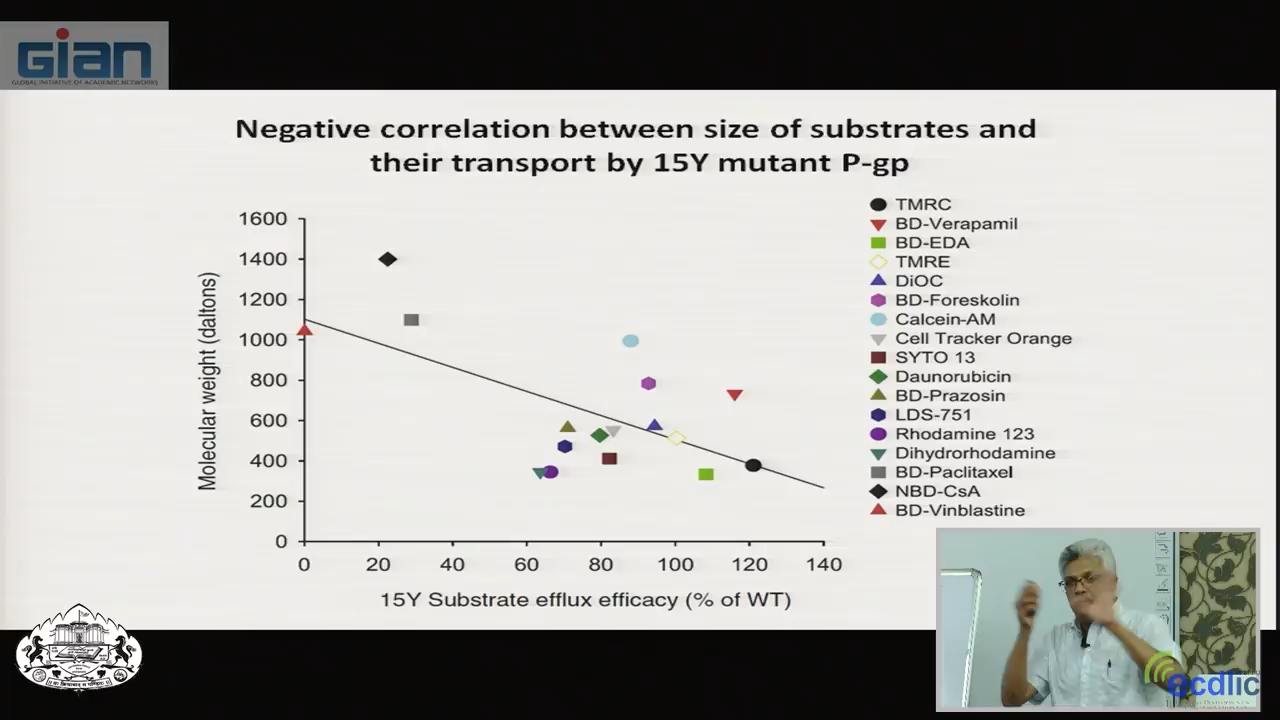 GIAN
GLOBAL INITIATIVE OF ACADEMIC NETWORKS
Negative correlation between size of substrates and
their transport by 15Y mutant P-gp
Molecular weight (daltons)
1600
1400
1200
1000
800
600
400
200
0
0 20 40 60 80 100 120 140
15Y Substrate efflux efficacy (% of WT)
TMRC
BD-Verapamil
BD-EDA
TMRE
DiOC
BD-Foreskolin
Calcein-AM
Cell Tracker Orange
SYTO 13
Daunorubicin
BD-Prazosin
LDS-751
Rhodamine 123
Dihydrorhodamine
BD-Paclitaxel
NBD-CsA
BD-Vinblastine